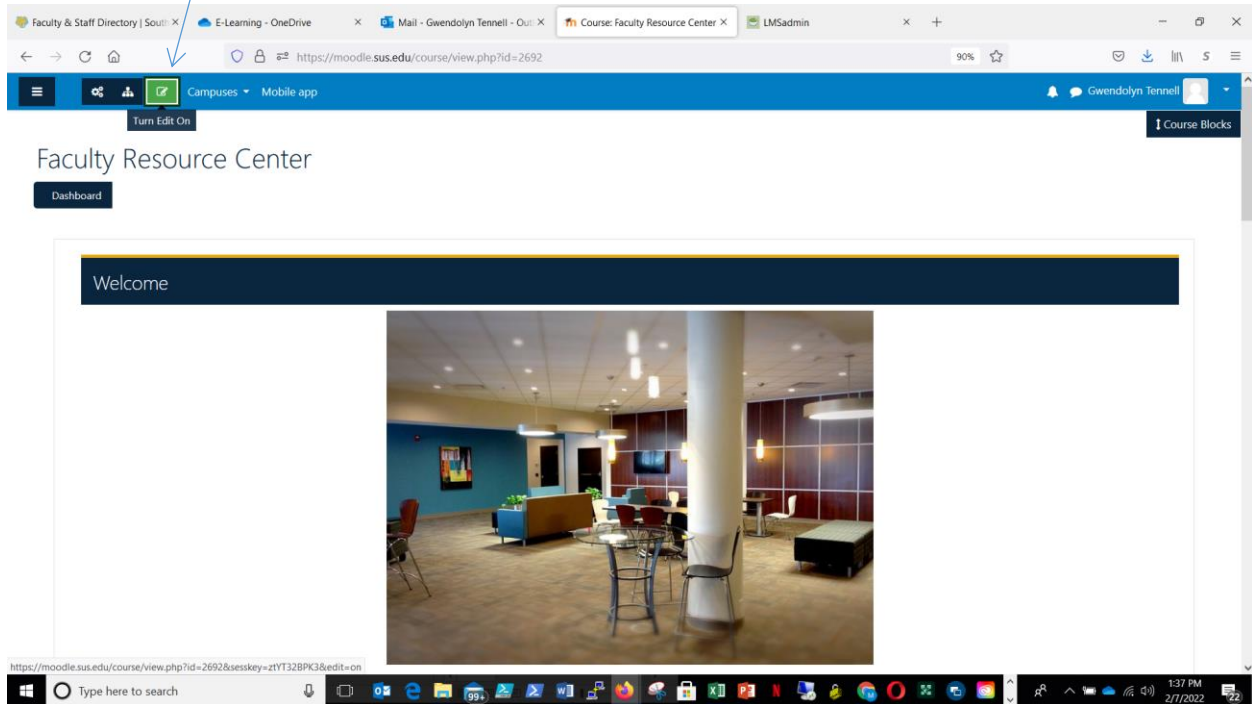 Faculty & Staff Directory | South
E-Learning - OneDrive
Mail - Gwendolyn Tennell - Out
Course: Faculty Resource Center
LMSadmin
https://moodle.sus.edu/course/view.php?id=2692
90%
S
Campuses
Mobile app
Gwendolyn Tennell
Turn Edit On
Course Blocks
Faculty Resource Center
Dashboard
Welcome
https://moodle.sus.edu/course/view.php?id=2692&sesskey=ztYT32BPK3&edit=on
Type here to search
99+
1:37 PM
2/7/2022
22